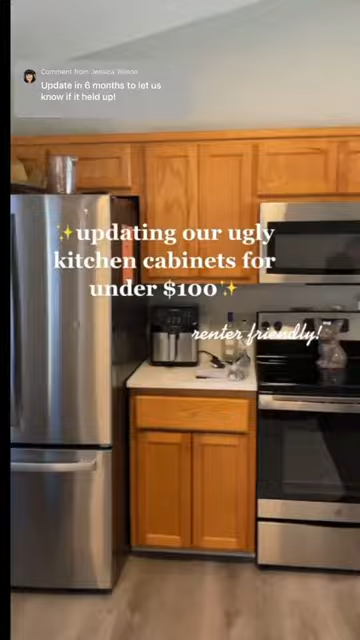 Comment from Jessica Wilson
Update in 6 months to let us
know if it held up!
✨updating our ugly
kitchen cabinets for
under $100✨
renter friendly!